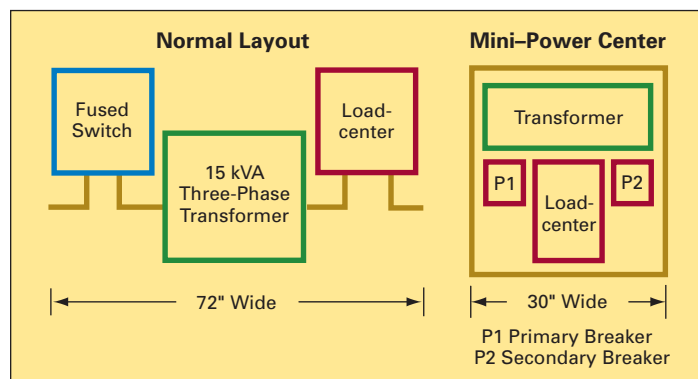 Normal Layout
Fused
Switch
15 kVA
Three-Phase
Transformer
Load-
center
72" Wide
Mini–Power Center
Transformer
P1
Load-
center
P2
30" Wide
P1 Primary Breaker
P2 Secondary Breaker